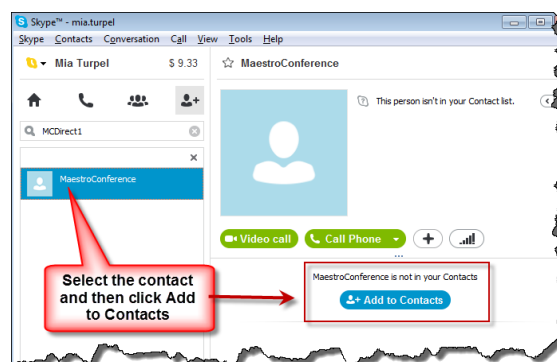 Skype™ - mia.turpel
Skype Contacts Conversation Call View Tools Help
Mia Turpel $ 9.33
MaestroConference
This person isn't in your Contact list.
MCDirect1
MaestroConference
Video call
Call Phone
Select the contact
and then click Add
to Contacts
MaestroConference is not in your Contacts
Add to Contacts